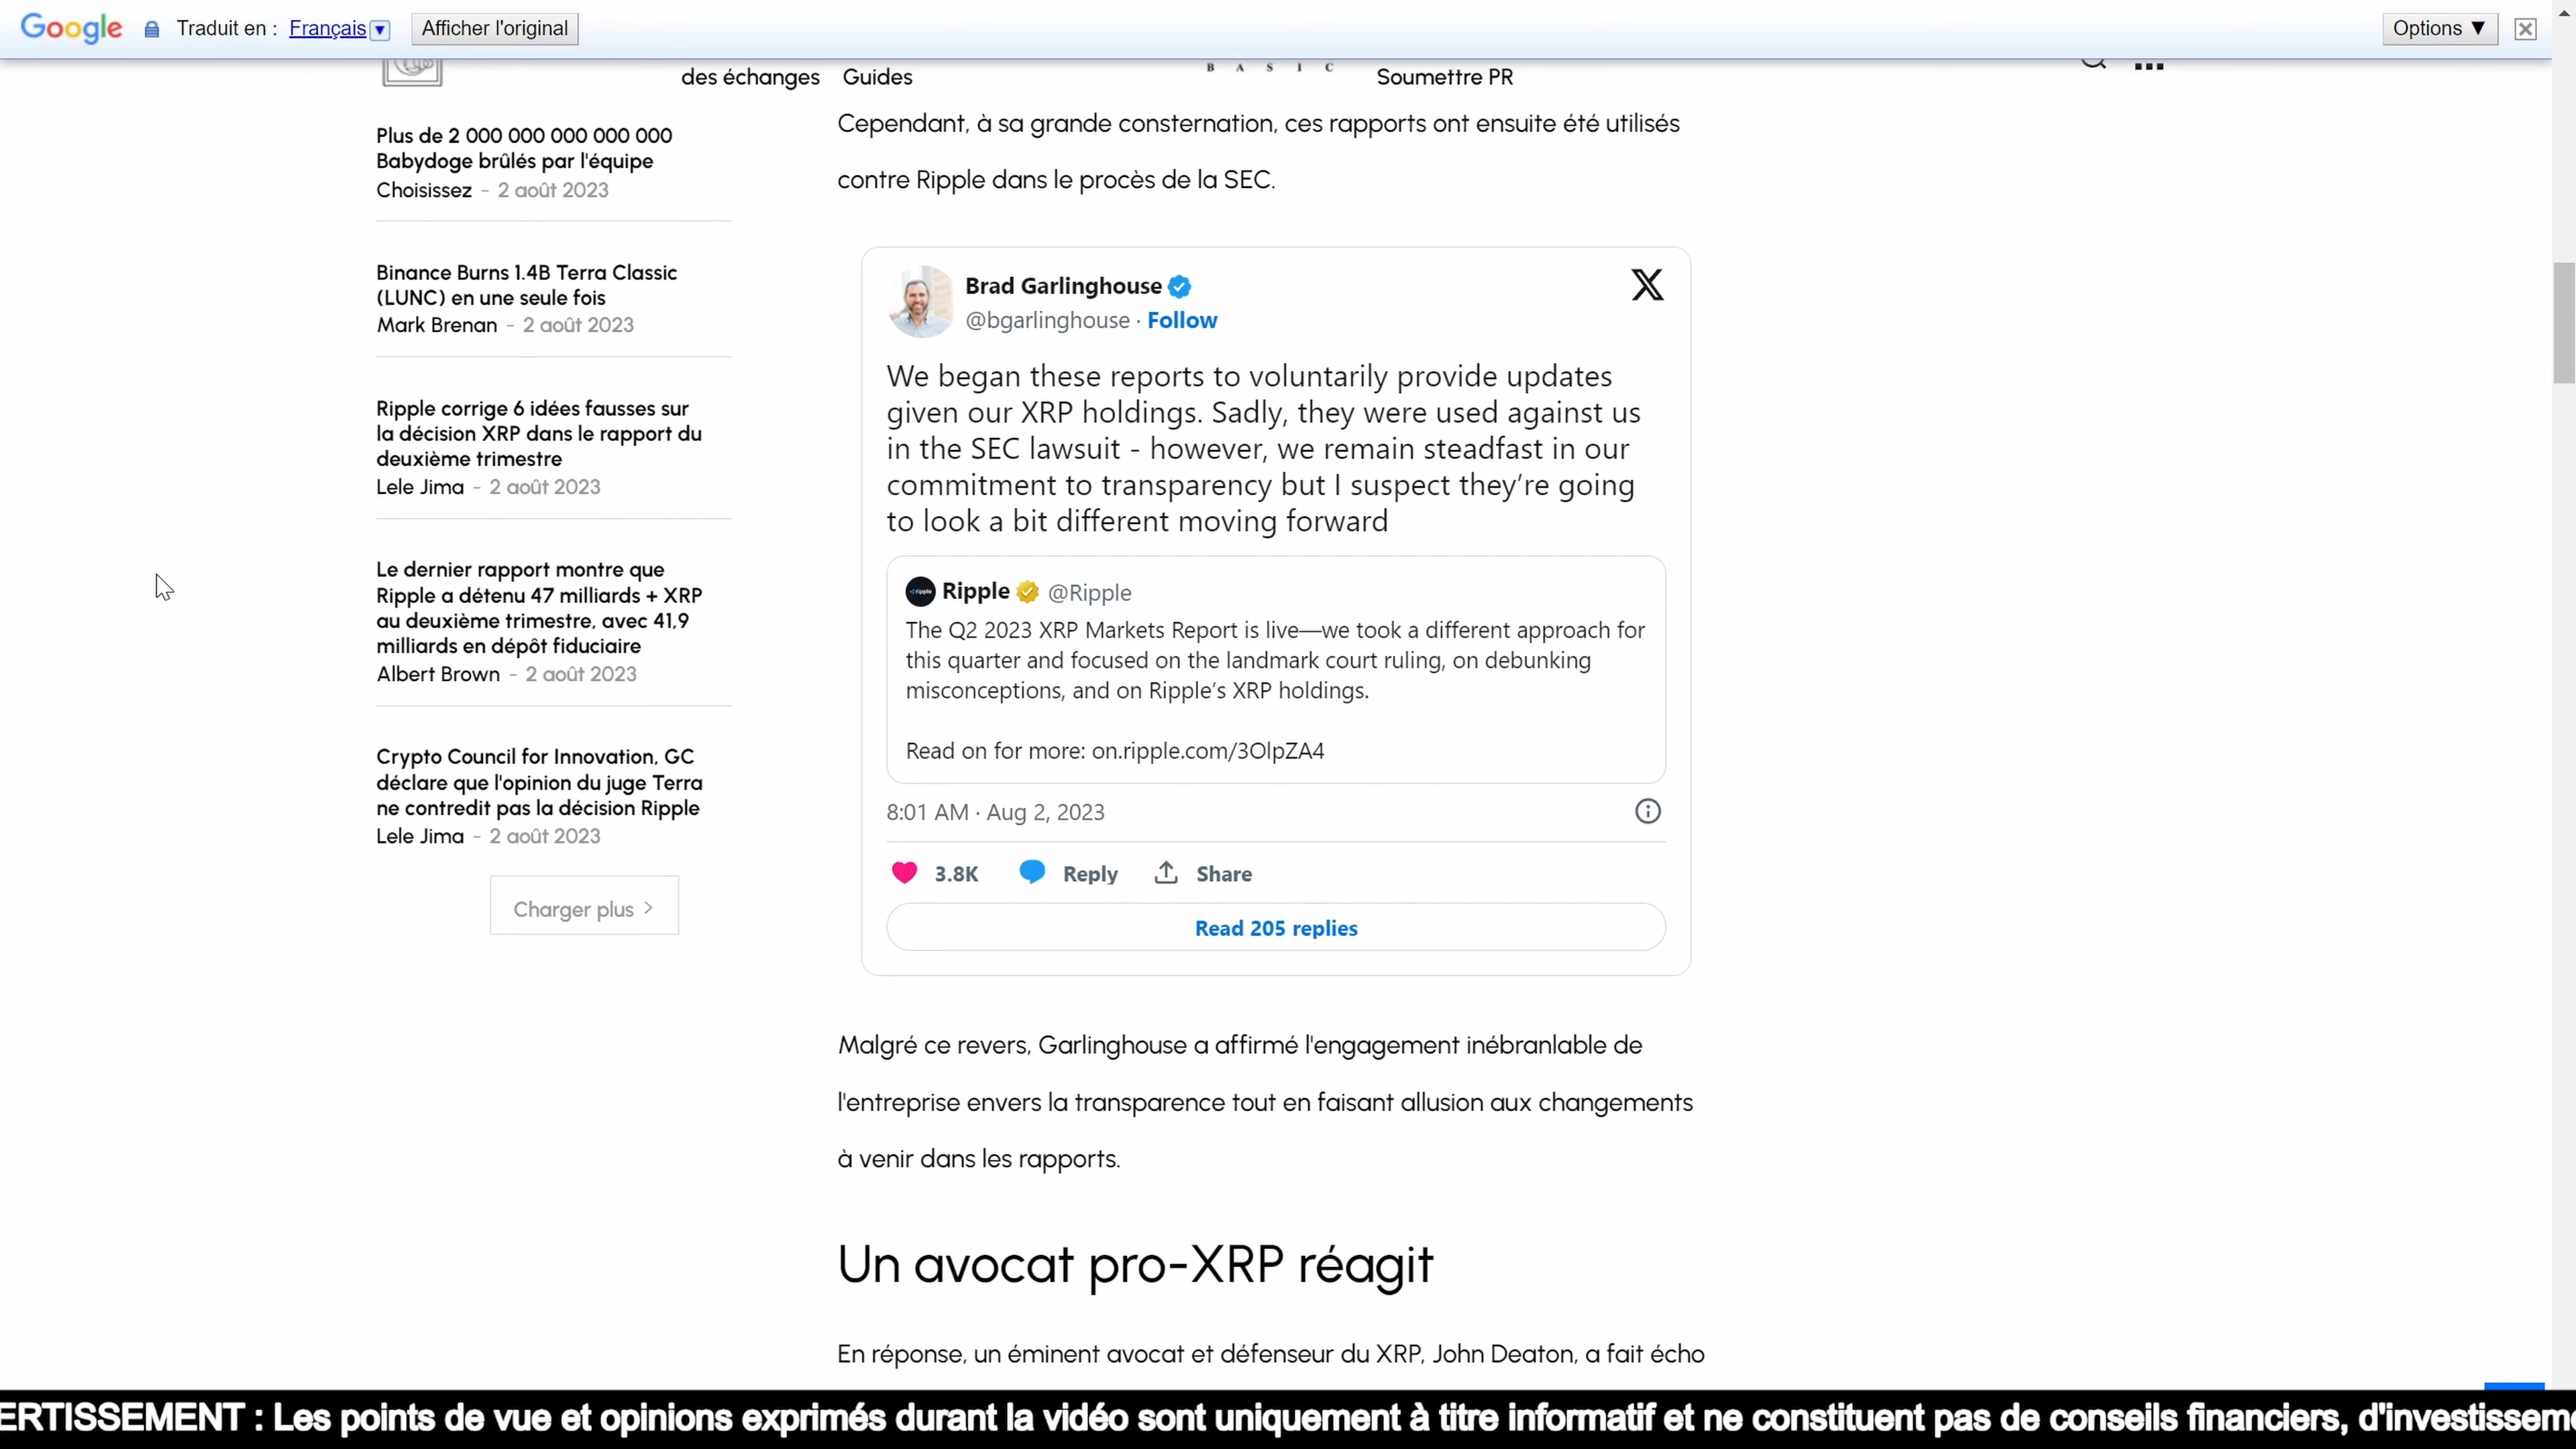 Google Traduit en : Français ▼ Afficher l'original Options ▼
des échanges Guides B A S I C Soumettre PR
Plus de 2 000 000 000 000 000
Babydoge brûlés par l'équipe
Choisissez - 2 août 2023
Binance Burns 1.4B Terra Classic
(LUNC) en une seule fois
Mark Brenan - 2 août 2023
Ripple corrige 6 idées fausses sur
la décision XRP dans le rapport du
deuxième trimestre
Lele Jima - 2 août 2023
Le dernier rapport montre que
Ripple a détenu 47 milliards + XRP
au deuxième trimestre, avec 41,9
milliards en dépôt fiduciaire
Albert Brown - 2 août 2023
Crypto Council for Innovation, GC
déclare que l'opinion du juge Terra
ne contredit pas la décision Ripple
Lele Jima - 2 août 2023
Charger plus >
Cependant, à sa grande consternation, ces rapports ont ensuite été utilisés
contre Ripple dans le procès de la SEC.
Brad Garlinghouse
@bgarlinghouse · Follow
We began these reports to voluntarily provide updates
given our XRP holdings. Sadly, they were used against us
in the SEC lawsuit - however, we remain steadfast in our
commitment to transparency but I suspect they’re going
to look a bit different moving forward
Ripple @Ripple
The Q2 2023 XRP Markets Report is live—we took a different approach for
this quarter and focused on the landmark court ruling, on debunking
misconceptions, and on Ripple’s XRP holdings.
Read on for more: on.ripple.com/3OlpZA4
8:01 AM · Aug 2, 2023
3.8K Reply Share
Read 205 replies
Malgré ce revers, Garlinghouse a affirmé l'engagement inébranlable de
l'entreprise envers la transparence tout en faisant allusion aux changements
à venir dans les rapports.
Un avocat pro-XRP réagit
En réponse, un éminent avocat et défenseur du XRP, John Deaton, a fait écho
ERTISSEMENT : Les points de vue et opinions exprimés durant la vidéo sont uniquement à titre informatif et ne constituent pas de conseils financiers, d'investisseme